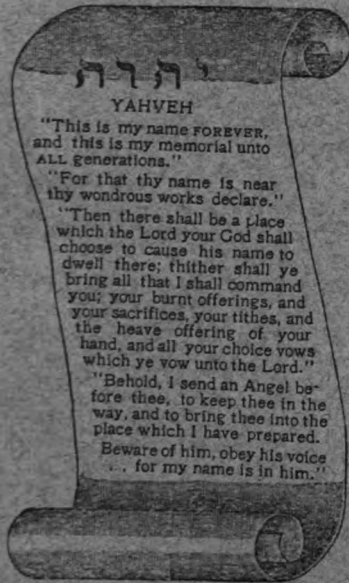 יהוה
YAHVEH
"This is my name FOREVER,
and this is my memorial unto
ALL generations."
"For that thy name is near
thy wondrous works declare."
"Then there shall be a place
which the Lord your God shall
choose to cause his name to
dwell there; thither shall ye
bring all that I shall command
you; your burnt offerings, and
your sacrifices, your tithes, and
the heave offering of your
hand, and all your choice vows
which ye vow unto the Lord."
"Behold, I send an Angel be-
fore thee, to keep thee in the
way, and to bring thee into the
place which I have prepared.
Beware of him, obey his voice
... for my name is in him."